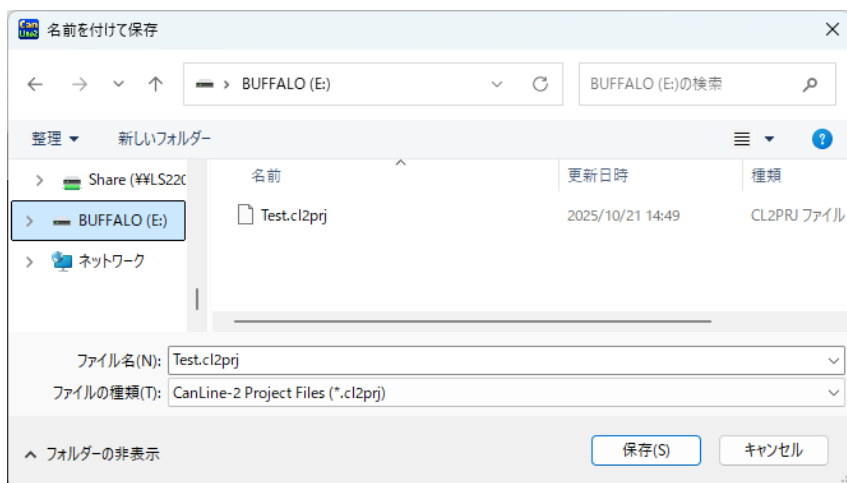 Can Line2 名前を付けて保存
BUFFALO (E:)
BUFFALO (E:)の検索
整理
新しいフォルダー
Share (¥¥LS220
BUFFALO (E:)
ネットワーク
名前 更新日時 種類
Test.cl2prj 2025/10/21 14:49 CL2PRJ ファイル
ファイル名(N): Test.cl2prj
ファイルの種類(T): CanLine-2 Project Files (*.cl2prj)
フォルダーの非表示
保存(S)
キャンセル